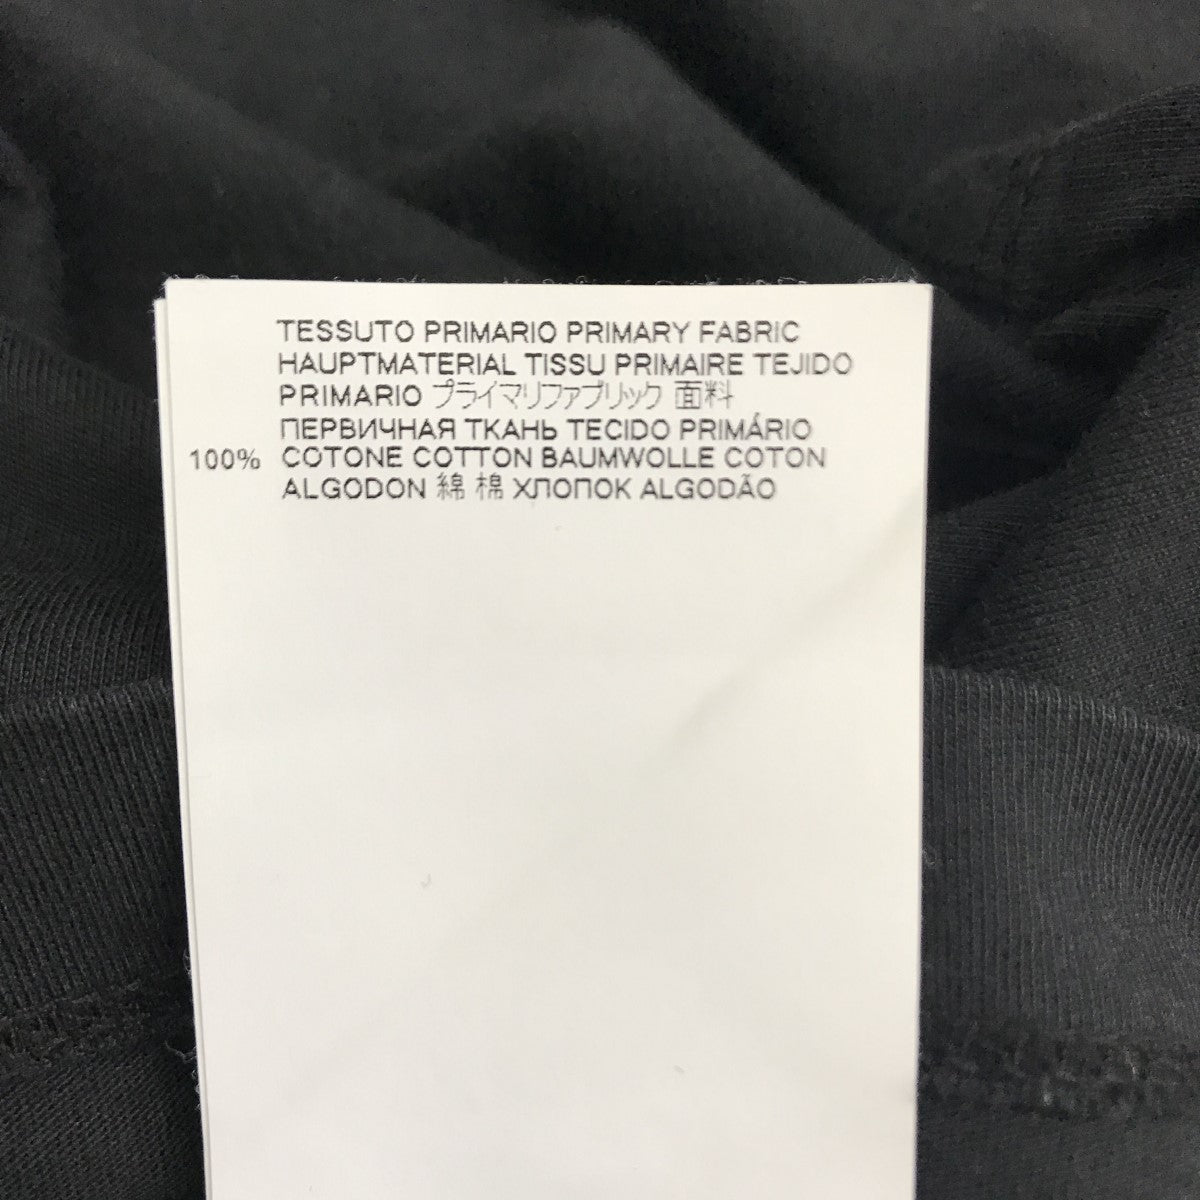 TESSUTO PRIMARIO PRIMARY FABRIC
HAUPTMATERIAL TISSU PRIMAIRE TEJIDO
PRIMARIO プライマリファブリック 面料
ПЕРВИЧНАЯ ТКАНЬ TECIDO PRIMÁRIO
100% COTONE COTTON BAUMWOLLE COTON
ALGODON 綿 棉 ХЛОПОК ALGODÃO